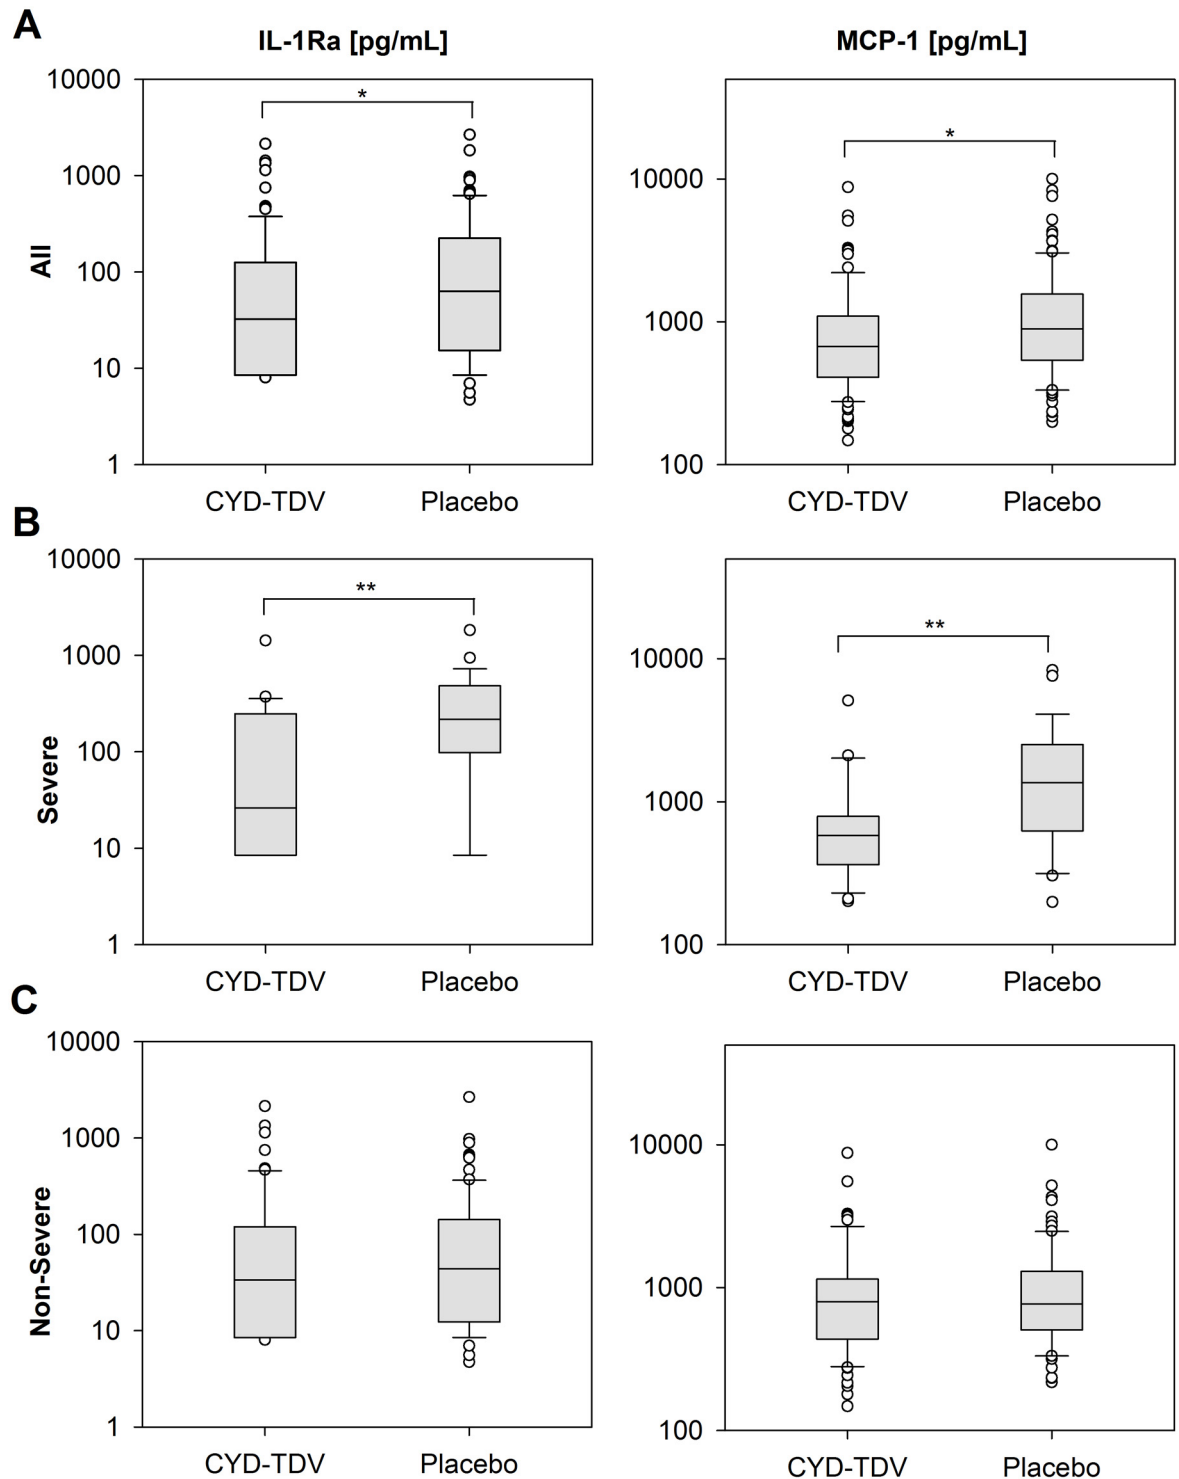 A
IL-1Ra [pg/mL]
MCP-1 [pg/mL]
All
10000
1000
100
10
1
*
CYD-TDV
Placebo
10000
1000
100
*
CYD-TDV
Placebo
B
Severe
10000
1000
100
10
1
**
CYD-TDV
Placebo
10000
1000
100
**
CYD-TDV
Placebo
C
Non-Severe
10000
1000
100
10
1
CYD-TDV
Placebo
10000
1000
100
CYD-TDV
Placebo